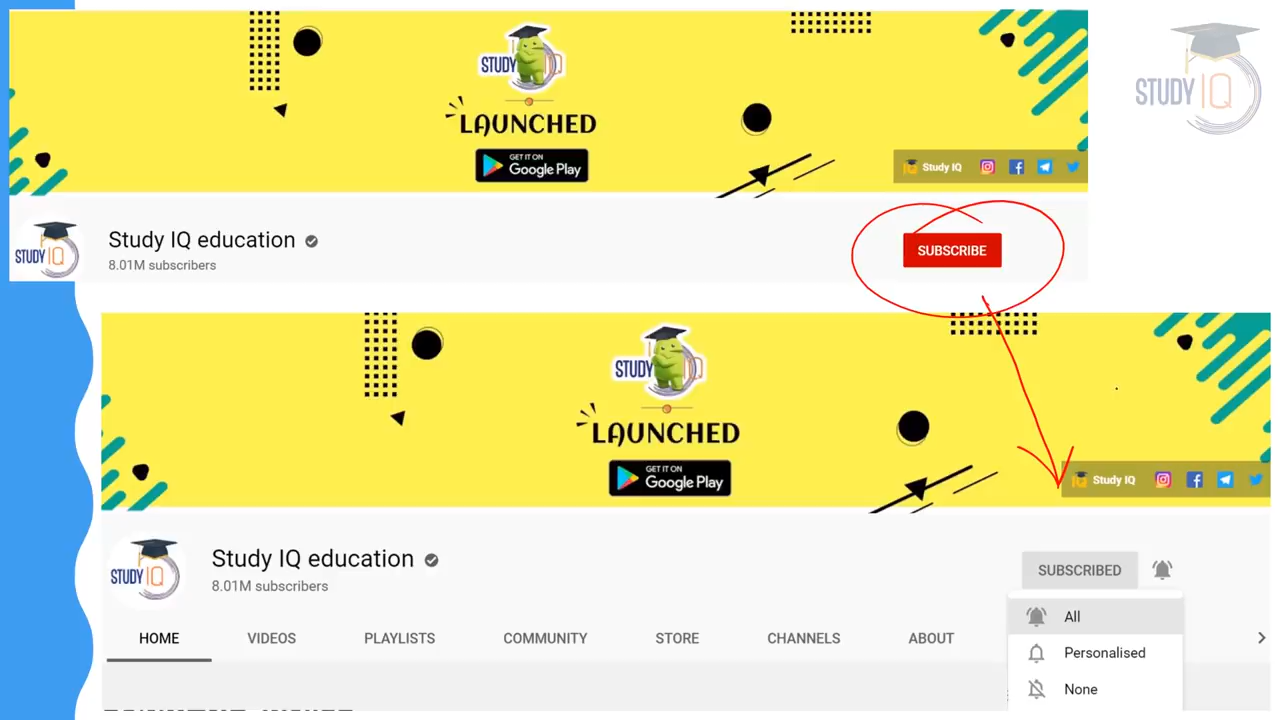 STUDY IQ
LAUNCHED
GET IT ON
Google Play
Study IQ
STUDY IQ
STUDY IQ
Study IQ education
8.01M subscribers
SUBSCRIBE
STUDY IQ
LAUNCHED
GET IT ON
Google Play
Study IQ
STUDY IQ
Study IQ education
8.01M subscribers
SUBSCRIBED
All
Personalised
None
HOME VIDEOS PLAYLISTS COMMUNITY STORE CHANNELS ABOUT